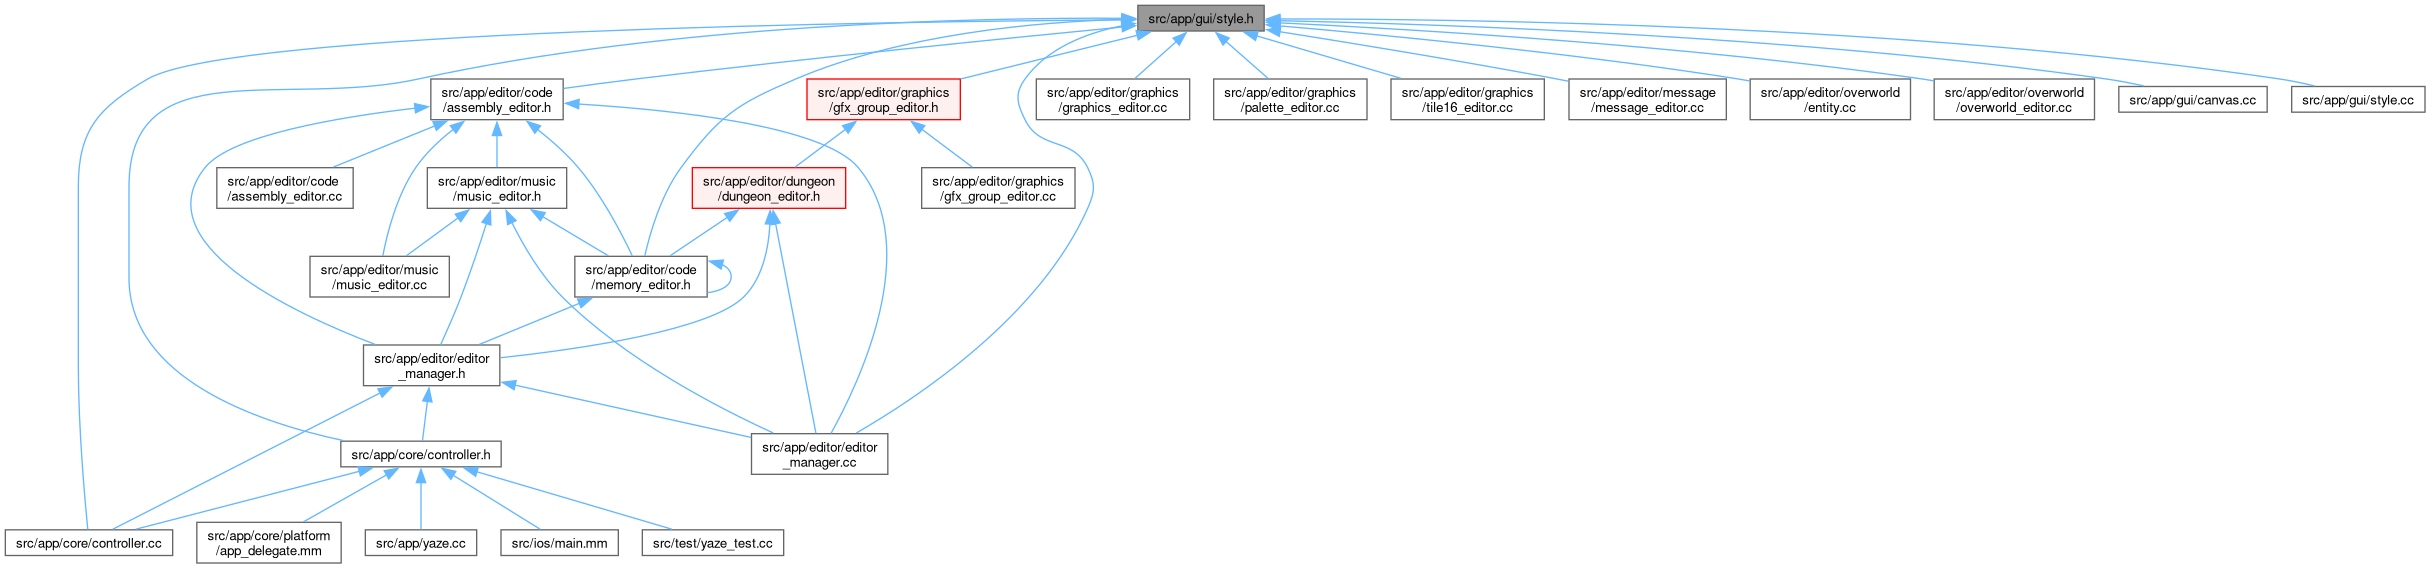 src/app/gui/style.h
src/app/editor/code
/assembly_editor.h
src/app/editor/graphics
/gfx_group_editor.h
src/app/editor/graphics
/graphics_editor.cc
src/app/editor/graphics
/palette_editor.cc
src/app/editor/graphics
/tile16_editor.cc
src/app/editor/message
/message_editor.cc
src/app/editor/overworld
/entity.cc
src/app/editor/overworld
/overworld_editor.cc
src/app/gui/canvas.cc
src/app/gui/style.cc
src/app/editor/code
/assembly_editor.cc
src/app/editor/music
/music_editor.h
src/app/editor/dungeon
/dungeon_editor.h
src/app/editor/graphics
/gfx_group_editor.cc
src/app/editor/music
/music_editor.cc
src/app/editor/code
/memory_editor.h
src/app/editor/editor
_manager.h
src/app/core/controller.h
src/app/editor/editor
_manager.cc
src/app/core/controller.cc
src/app/core/platform
/app_delegate.mm
src/app/yaze.cc
src/ios/main.mm
src/test/yaze_test.cc